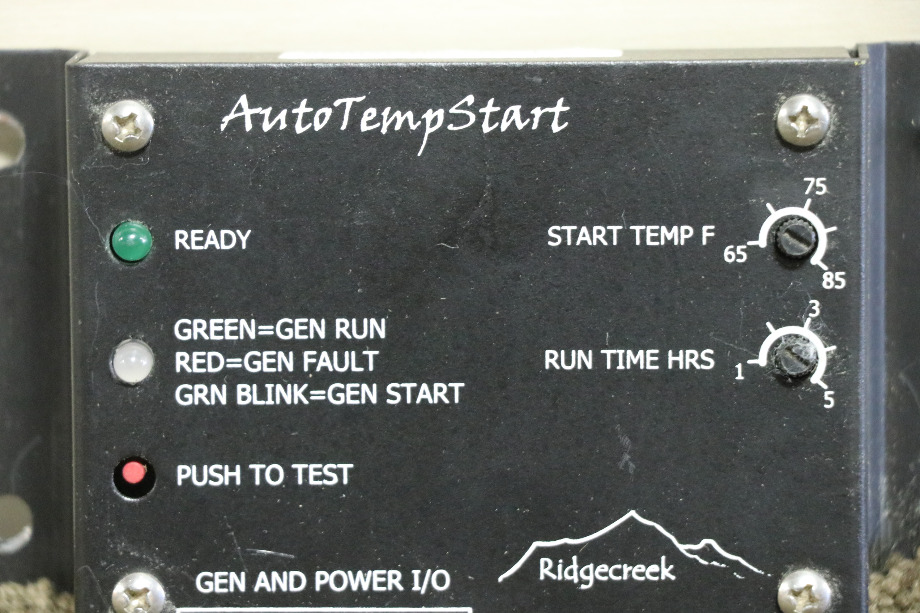 AutoTempStart
READY
START TEMP F
65
75
85
GREEN=GEN RUN
RED=GEN FAULT
GRN BLINK=GEN START
RUN TIME HRS
1
3
5
PUSH TO TEST
Ridgecreek
GEN AND POWER I/O